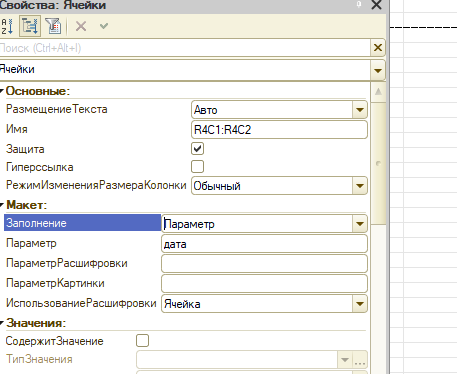 Свойства: Ячейки
Поиск (Ctrl+Alt+I)
Ячейки
Основные:
РазмещениеТекста Авто
Имя R4C1:R4C2
Защита
Гиперссылка
РежимИзмененияРазмераКолонки Обычный
Макет:
Заполнение Параметр
Параметр дата
ПараметрРасшифровки
ПараметрКартинки
ИспользованиеРасшифровки Ячейка
Значения:
СодержитЗначение
ТипЗначения